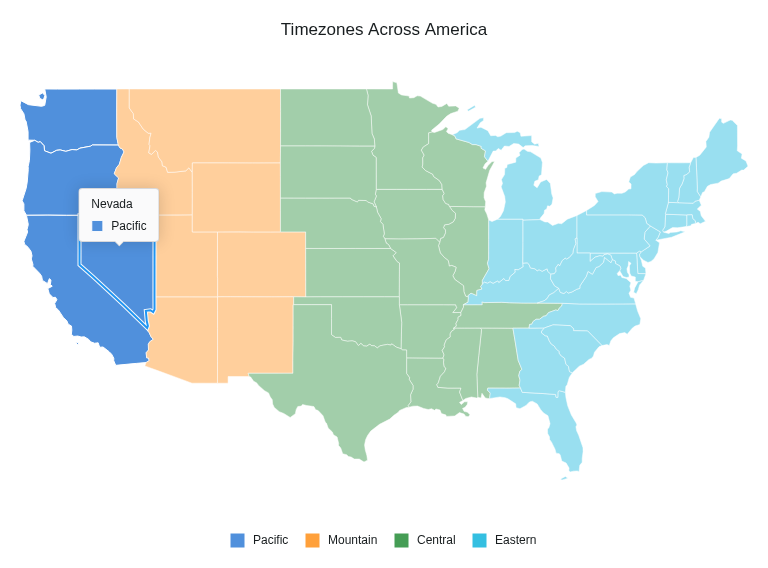 Timezones Across America
Nevada
Pacific
Pacific
Mountain
Central
Eastern